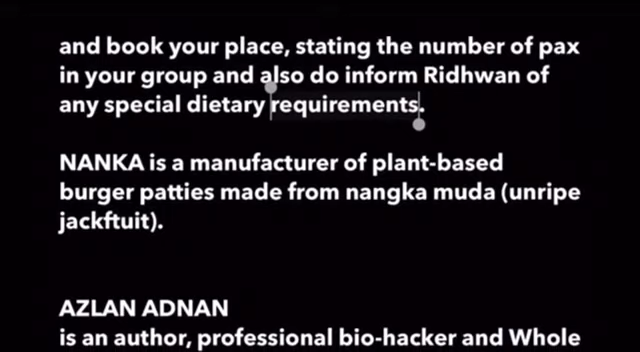 and book your place, stating the number of pax
in your group and also do inform Ridhwan of
any special dietary requirements.
NANKA is a manufacturer of plant-based
burger patties made from nangka muda (unripe
jackftuit).
AZLAN ADNAN
is an author, professional bio-hacker and Whole